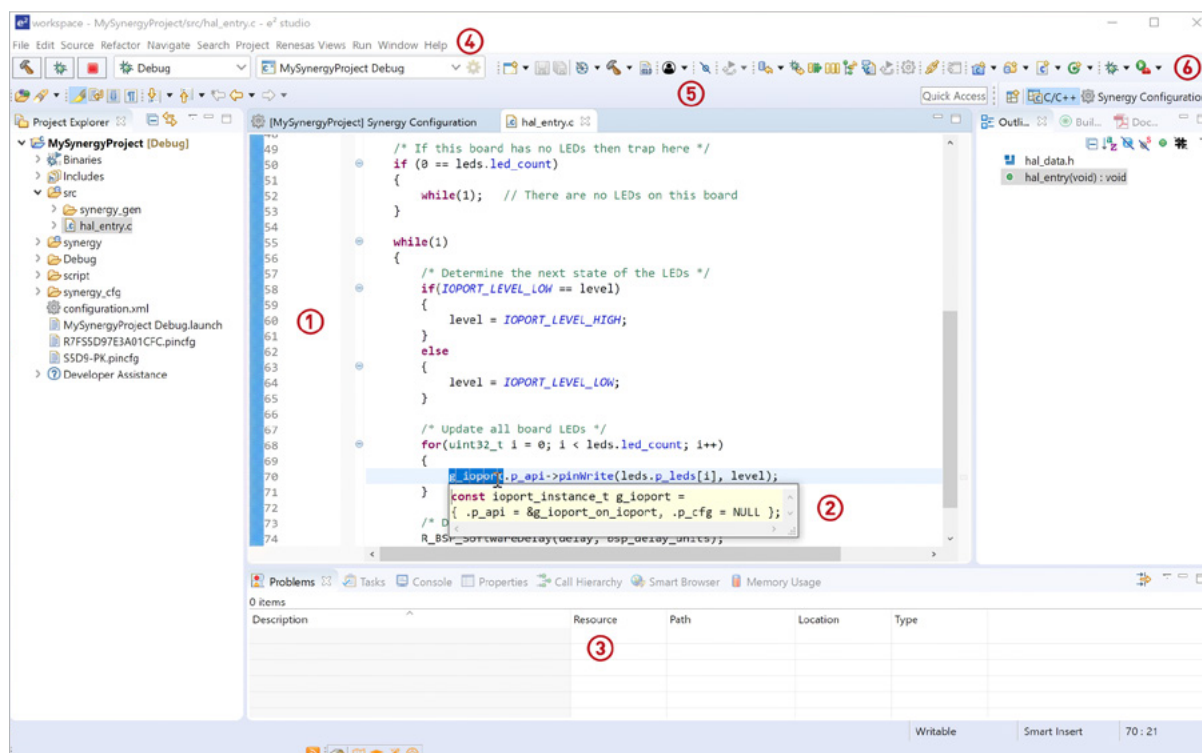 workspace - MySynergyProject/src/hal_entry.c - e² studio
File Edit Source Refactor Navigate Search Project Renesas Views Run Window Help
④
Debug
MySynergyProject Debug
⑤
⑥
Quick Access
C/C++
Synergy Configuration
Project Explorer
MySynergyProject [Debug]
Binaries
Includes
src
synergy_gen
hal_entry.c
synergy
Debug
script
synergy_cfg
configuration.xml
MySynergyProject Debug.launch
R7FS5D97E3A01CFC.pincfg
S5D9-PK.pincfg
Developer Assistance
[MySynergyProject] Synergy Configuration
hal_entry.c
49 /* If this board has no LEDs then trap here */
50 if (0 == leds.led_count)
51 {
52 while(1); // There are no LEDs on this board
53 }
54
55 while(1)
56 {
57 /* Determine the next state of the LEDs */
58 if(IOPORT_LEVEL_LOW == level)
59 {
60 level = IOPORT_LEVEL_HIGH;
61 }
62 else
63 {
64 level = IOPORT_LEVEL_LOW;
65 }
66
67 /* Update all board LEDs */
68 for(uint32_t i = 0; i < leds.led_count; i++)
69 {
70 g_ioport.p_api->pinWrite(leds.p_leds[i], level);
71 }
72
73 /* D
74 R_BSP_SoftwareDelay(delay, bsp_delay_units);
①
const ioport_instance_t g_ioport =
{ .p_api = &g_ioport_on_ioport, .p_cfg = NULL };
②
Outli...
Buil...
Doc...
hal_data.h
hal_entry(void) : void
Problems
Tasks
Console
Properties
Call Hierarchy
Smart Browser
Memory Usage
0 items
Description
Resource
Path
Location
Type
③
Writable
Smart Insert
70 : 21